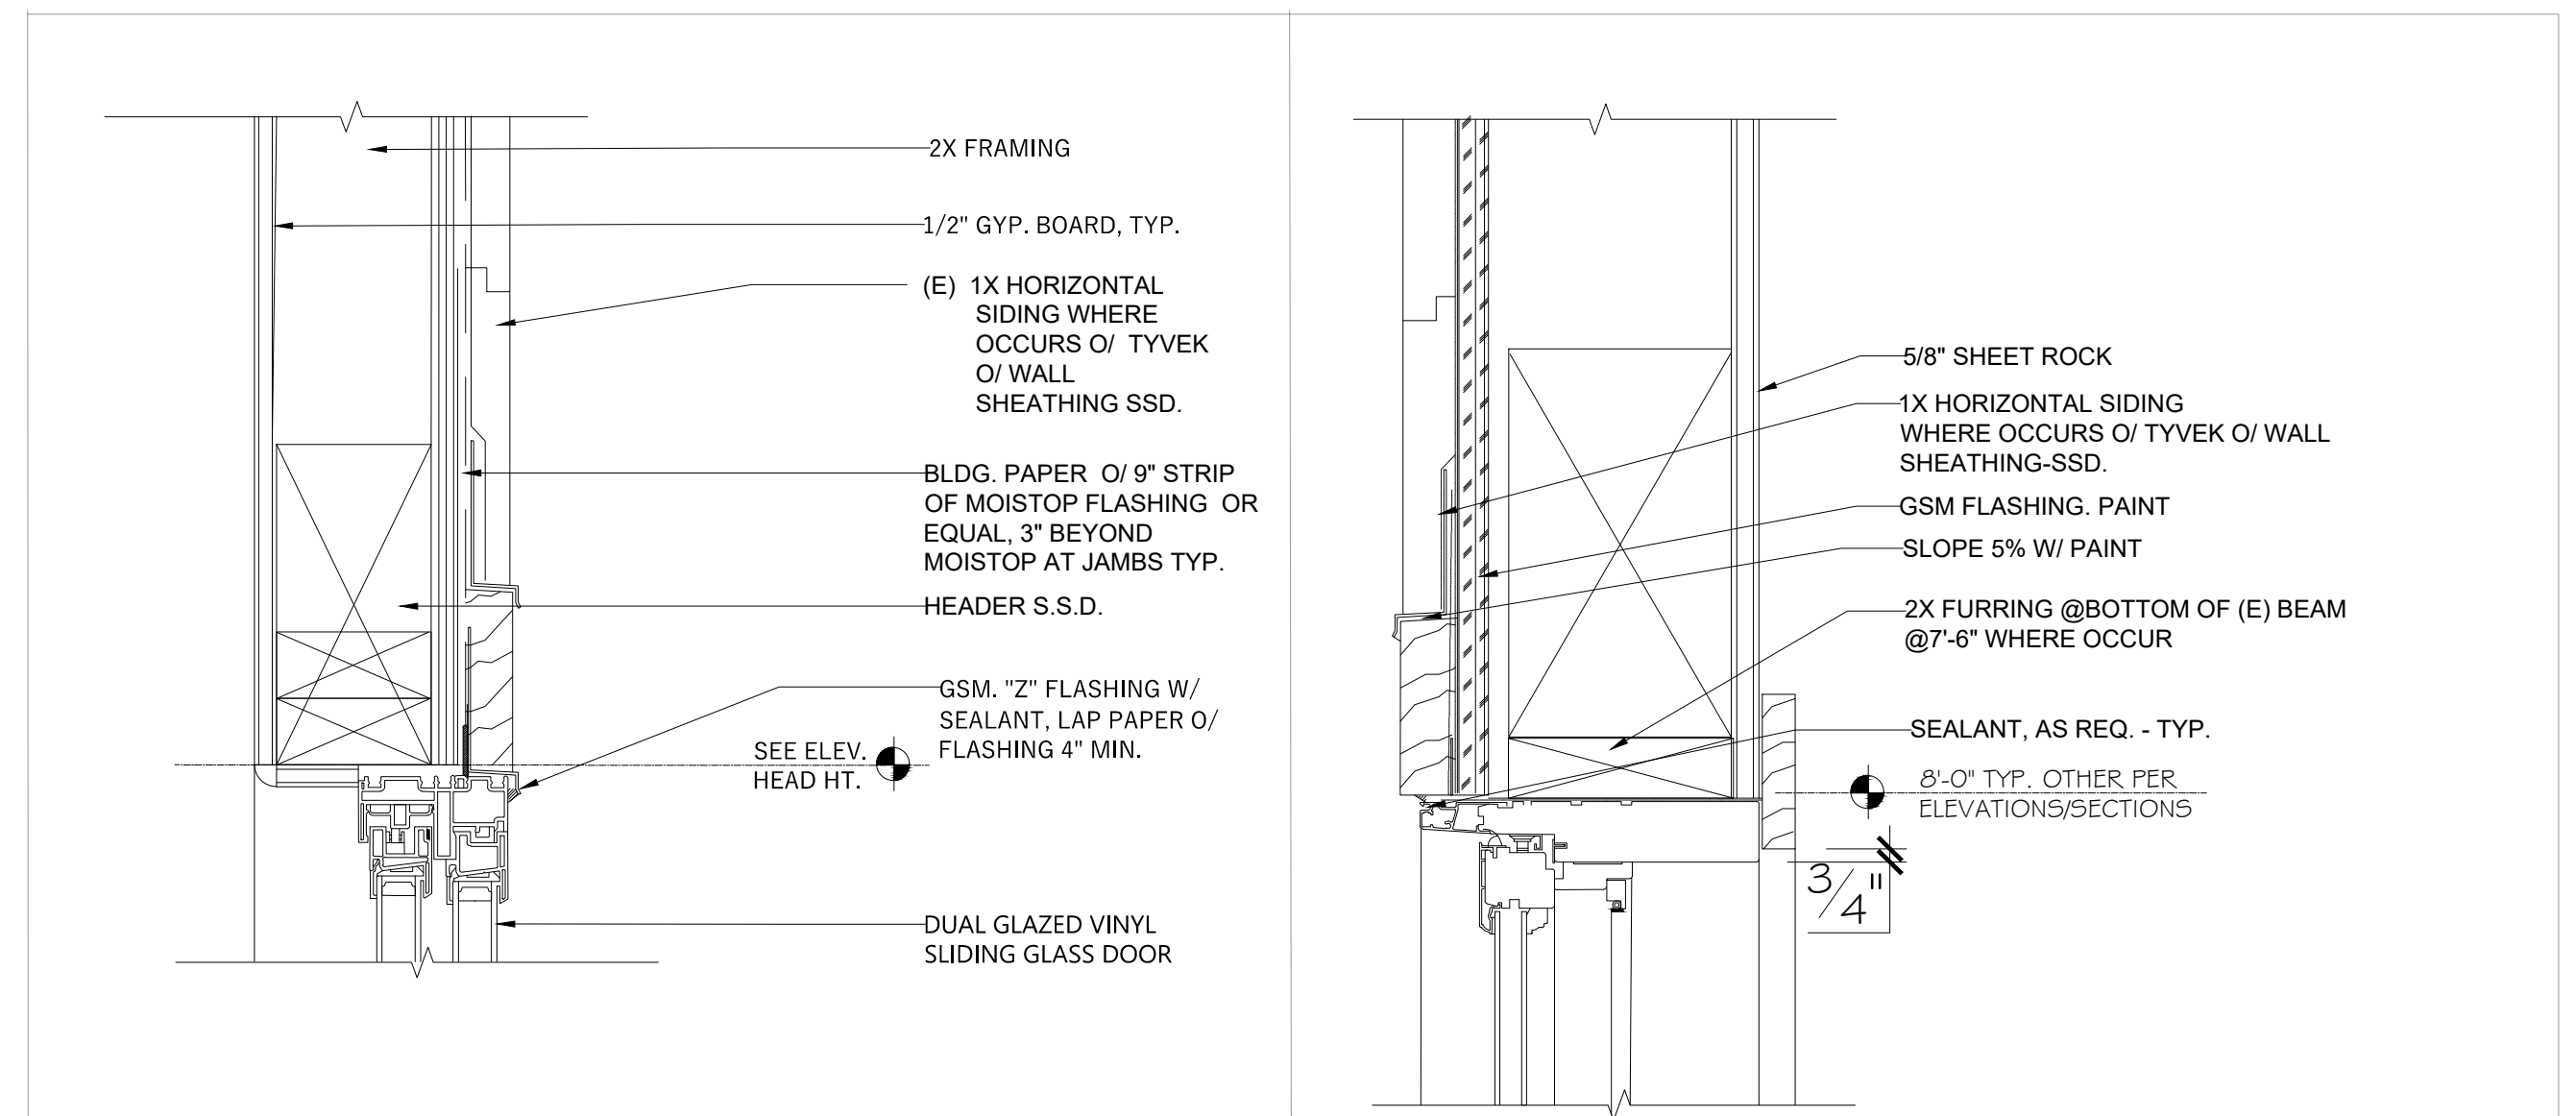 2X FRAMING
1/2" GYP. BOARD, TYP.
(E) 1X HORIZONTAL
SIDING WHERE
OCCURS O/ TYVEK
O/ WALL
SHEATHING SSD.
BLDG. PAPER O/ 9" STRIP
OF MOISTOP FLASHING OR
EQUAL, 3" BEYOND
MOISTOP AT JAMBS TYP.
HEADER S.S.D.
GSM. "Z" FLASHING W/
SEALANT, LAP PAPER O/
FLASHING 4" MIN.
SEE ELEV.
HEAD HT.
DUAL GLAZED VINYL
SLIDING GLASS DOOR
5/8" SHEET ROCK
1X HORIZONTAL SIDING
WHERE OCCURS O/ TYVEK O/ WALL
SHEATHING-SSD.
GSM FLASHING. PAINT
SLOPE 5% W/ PAINT
2X FURRING @BOTTOM OF (E) BEAM
@7'-6" WHERE OCCUR
SEALANT, AS REQ. - TYP.
8'-0" TYP. OTHER PER
ELEVATIONS/SECTIONS
3/4"